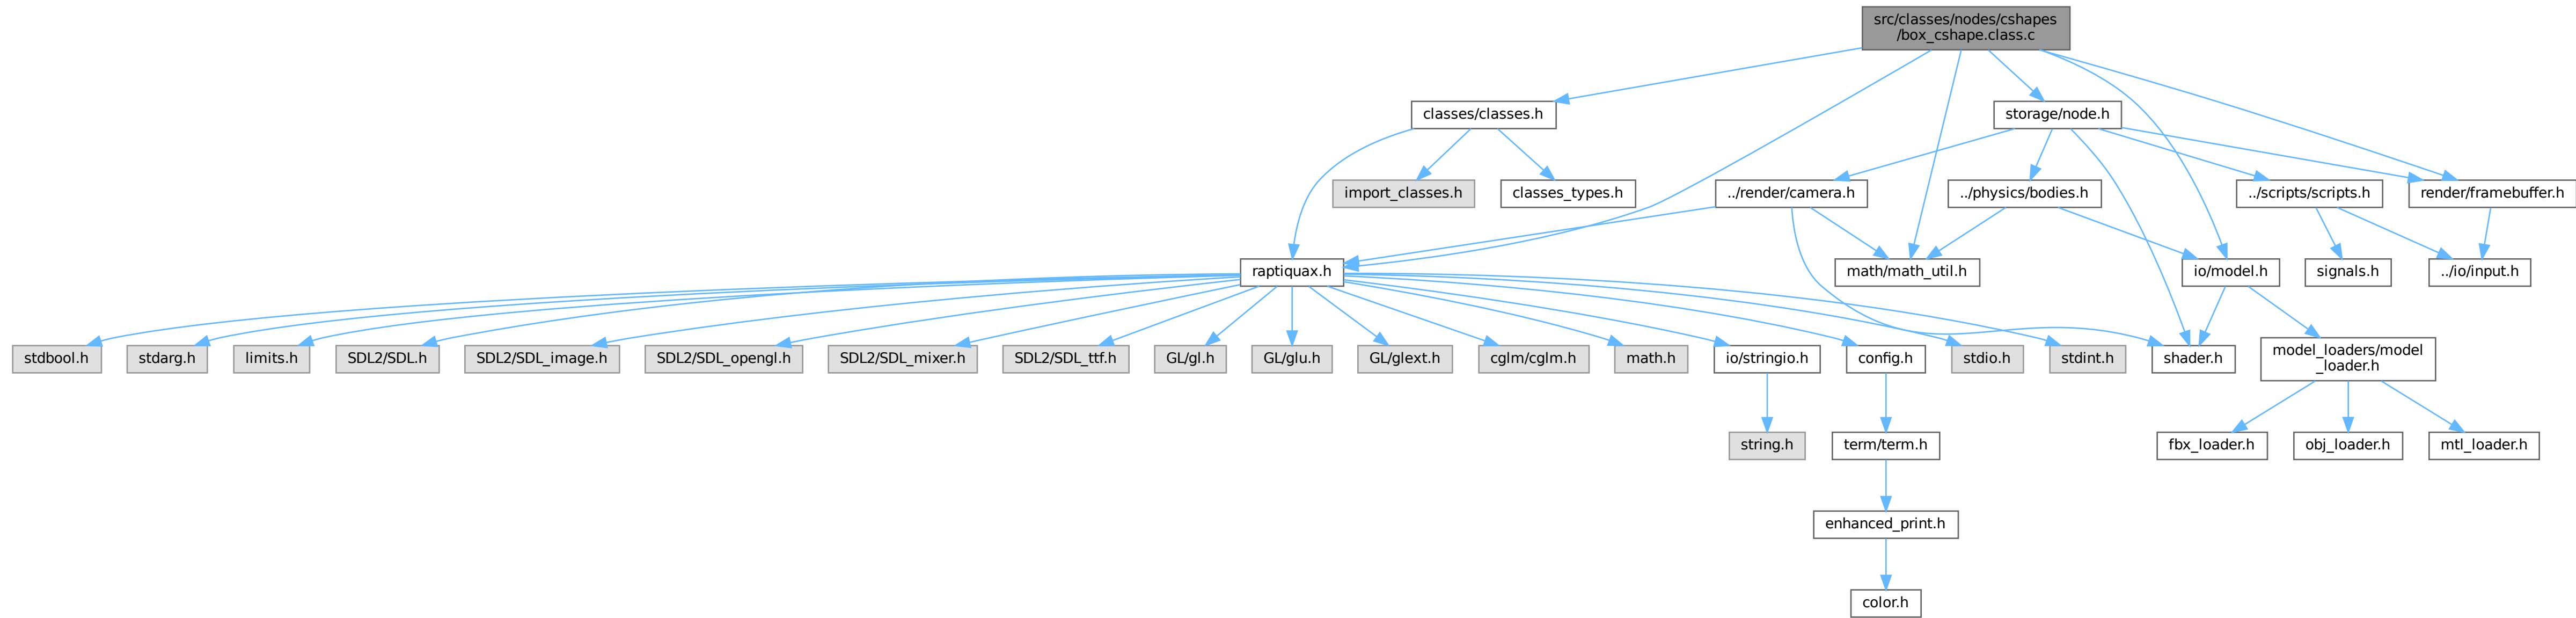 src/classes/nodes/cshapes
/box_cshape.class.c
classes/classes.h
storage/node.h
import_classes.h
classes_types.h
../render/camera.h
../physics/bodies.h
../scripts/scripts.h
render/framebuffer.h
raptiquax.h
math/math_util.h
io/model.h
signals.h
../io/input.h
stdbool.h
stdarg.h
limits.h
SDL2/SDL.h
SDL2/SDL_image.h
SDL2/SDL_opengl.h
SDL2/SDL_mixer.h
SDL2/SDL_ttf.h
GL/gl.h
GL/glu.h
GL/glext.h
cglm/cglm.h
math.h
io/stringio.h
config.h
stdio.h
stdint.h
shader.h
model_loaders/model
_loader.h
string.h
term/term.h
fbx_loader.h
obj_loader.h
mtl_loader.h
enhanced_print.h
color.h